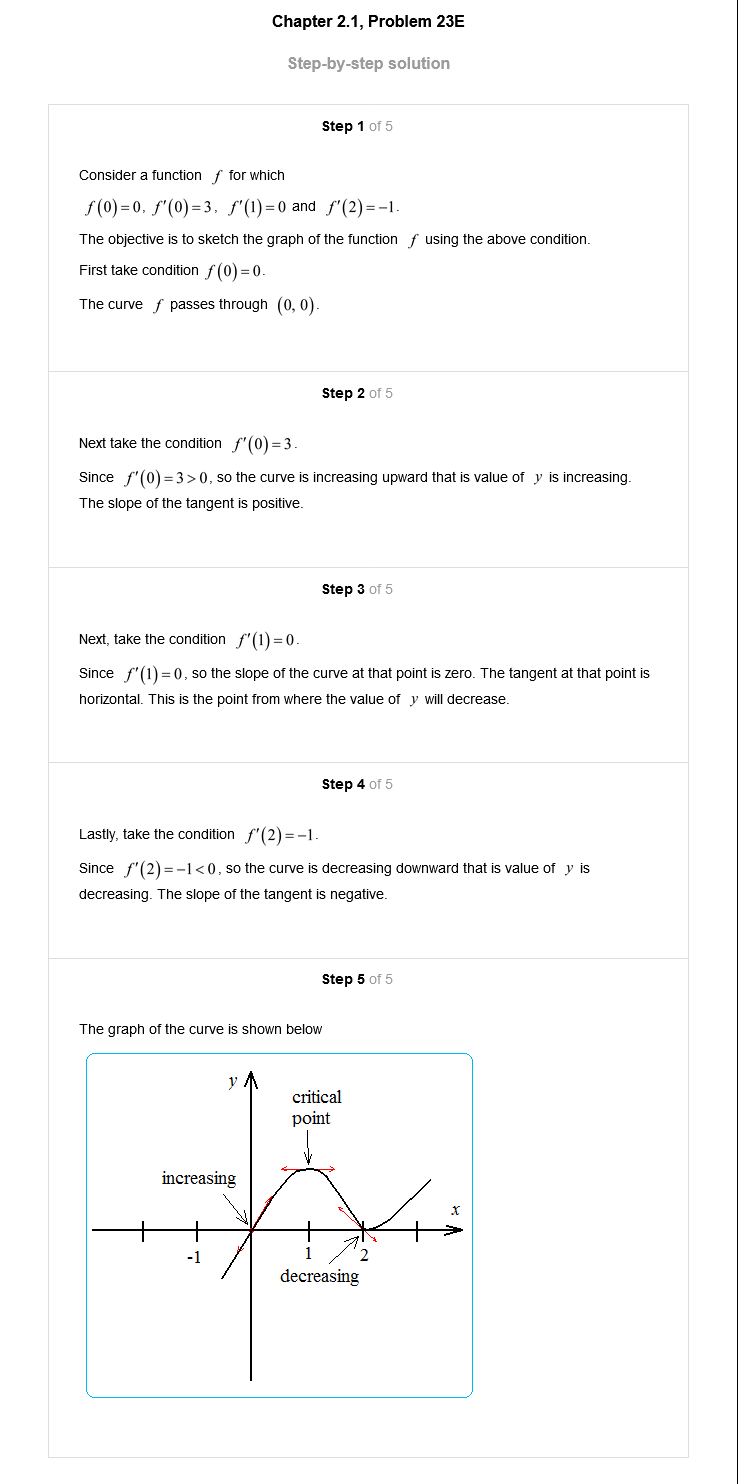 Chapter 2.1, Problem 23E
Step-by-step solution
Step 1 of 5
Consider a function f for which
f(0)=0, f′(0)=3, f′(1)=0 and f′(2)=−1.
The objective is to sketch the graph of the function f using the above condition.
First take condition f(0)=0.
The curve f passes through (0, 0).
Step 2 of 5
Next take the condition f′(0)=3.
Since f′(0)=3>0, so the curve is increasing upward that is value of y is increasing.
The slope of the tangent is positive.
Step 3 of 5
Next, take the condition f′(1)=0.
Since f′(1)=0, so the slope of the curve at that point is zero. The tangent at that point is
horizontal. This is the point from where the value of y will decrease.
Step 4 of 5
Lastly, take the condition f′(2)=−1.
Since f′(2)=−1<0, so the curve is decreasing downward that is value of y is
decreasing. The slope of the tangent is negative.
Step 5 of 5
The graph of the curve is shown below
y
critical
point
increasing
x
-1
1
2
decreasing